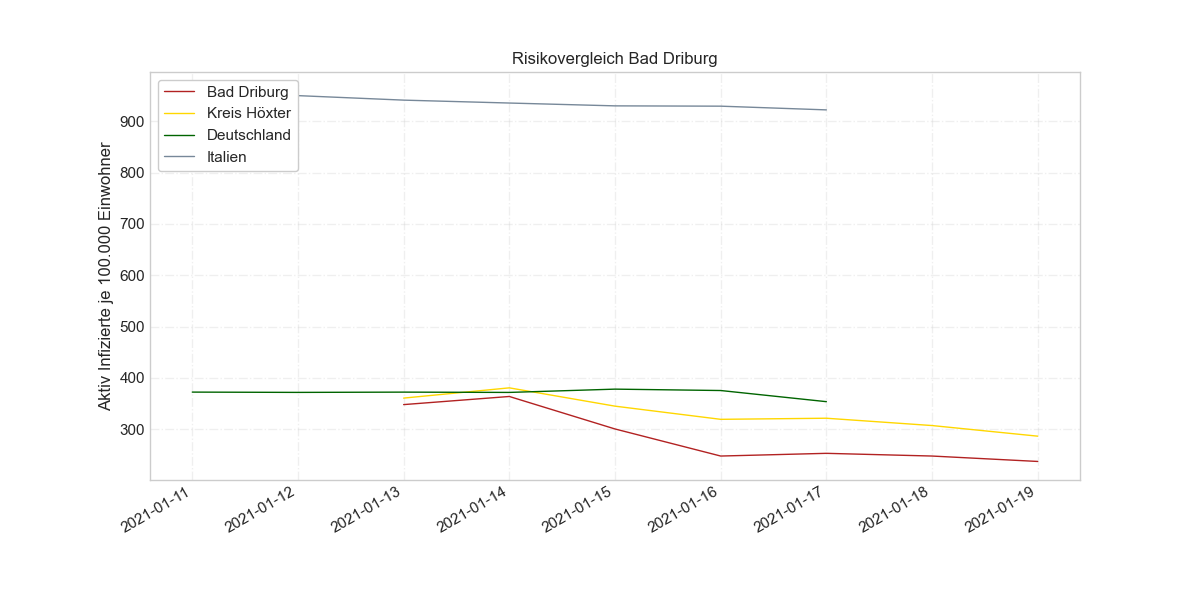 Risikovergleich Bad Driburg
Bad Driburg
Kreis Höxter
Deutschland
Italien
Aktiv Infizierte je 100.000 Einwohner
900
800
700
600
500
400
300
2021-01-11
2021-01-12
2021-01-13
2021-01-14
2021-01-15
2021-01-16
2021-01-17
2021-01-18
2021-01-19